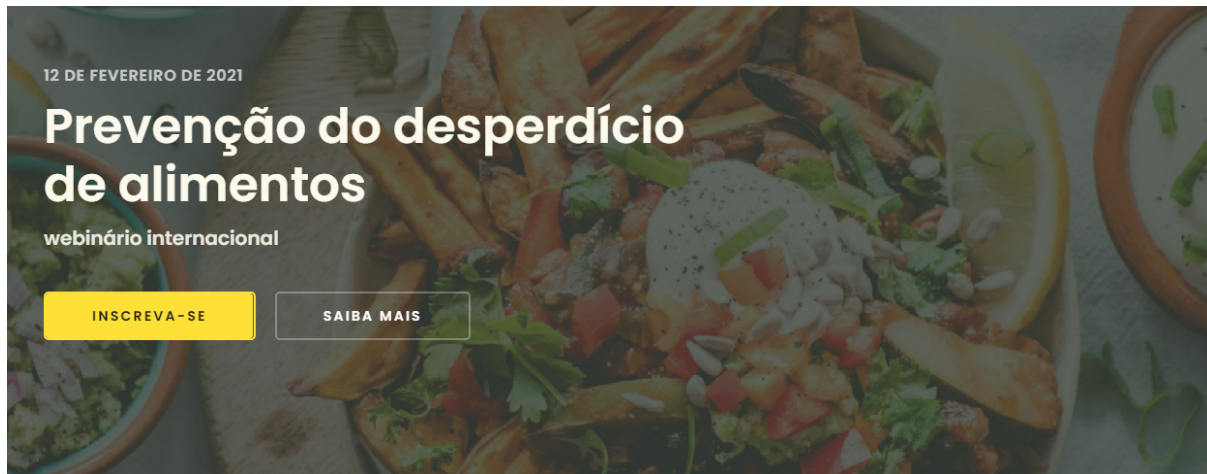 12 DE FEVEREIRO DE 2021
Prevenção do desperdício
de alimentos
webinário internacional
INSCREVA-SE
SAIBA MAIS